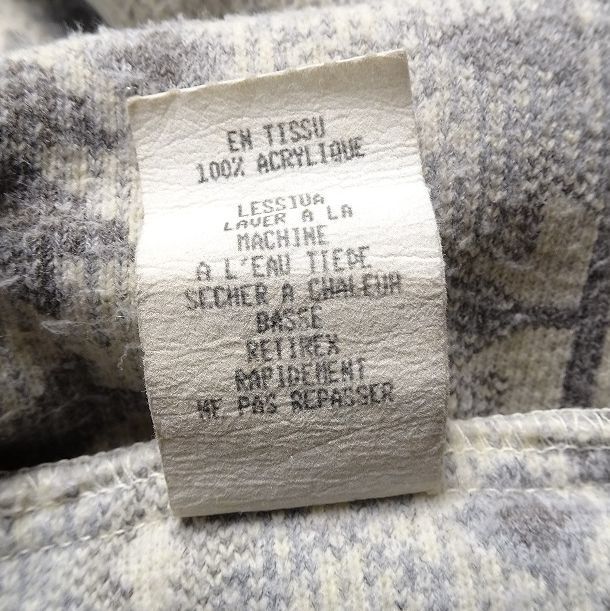 EN TISSU
100% ACRYLIQUE
LESSIVA
LAVER A LA
MACHINE
A L'EAU TIEDE
SECHER A CHALEUR
BASSE
RETIREX
RAPIDEMENT
NE PAS REPASSER